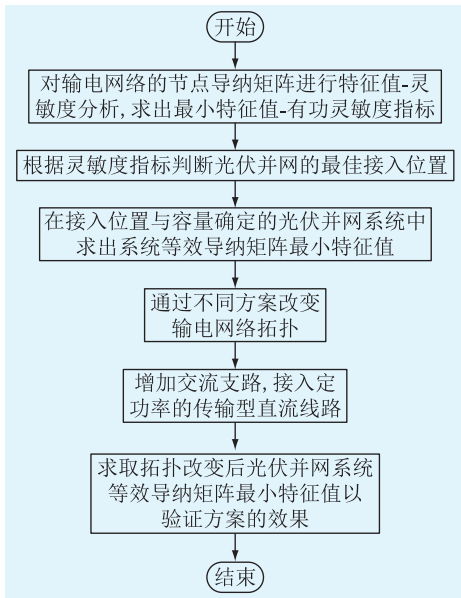 开始
对输电网络的节点导纳矩阵进行特征值-灵
敏度分析,求出最小特征值-有功灵敏度指标
根据灵敏度指标判断光伏并网的最佳接入位置
在接入位置与容量确定的光伏并网系统中
求出系统等效导纳矩阵最小特征值
通过不同方案改变
输电网络拓扑
增加交流支路,接入定
功率的传输型直流线路
求取拓扑改变后光伏并网系统
等效导纳矩阵最小特征值以
验证方案的效果
结束